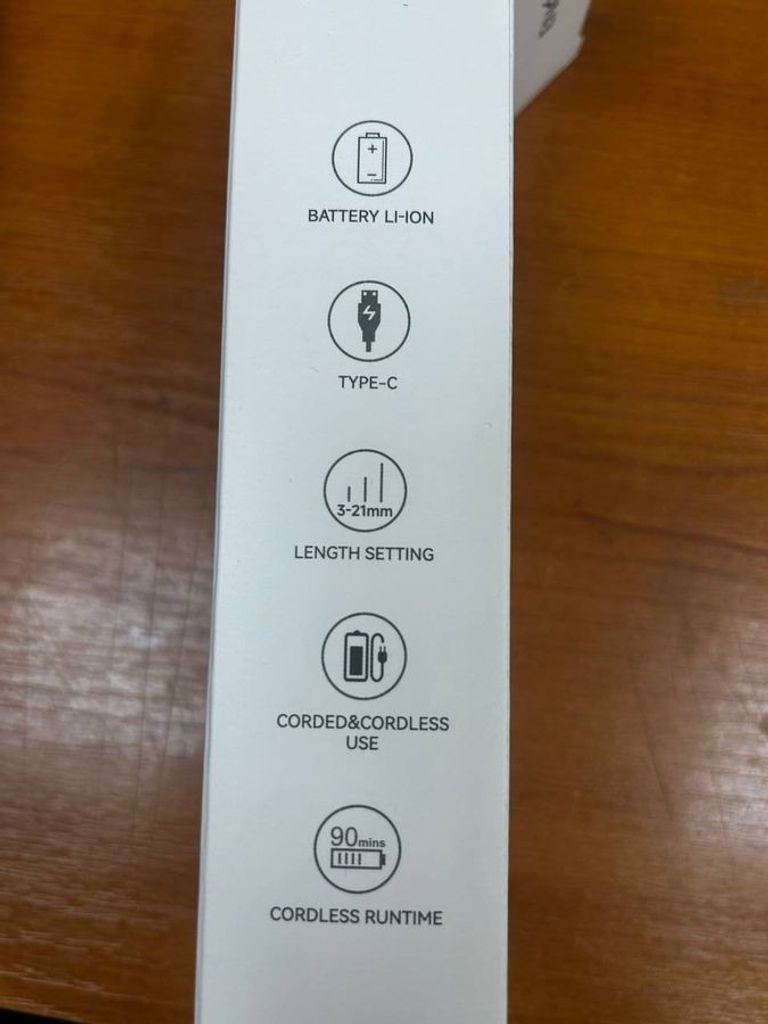 BATTERY LI-ION
TYPE-C
3-21mm
LENGTH SETTING
CORDED&CORDLESS
USE
90mins
CORDLESS RUNTIME